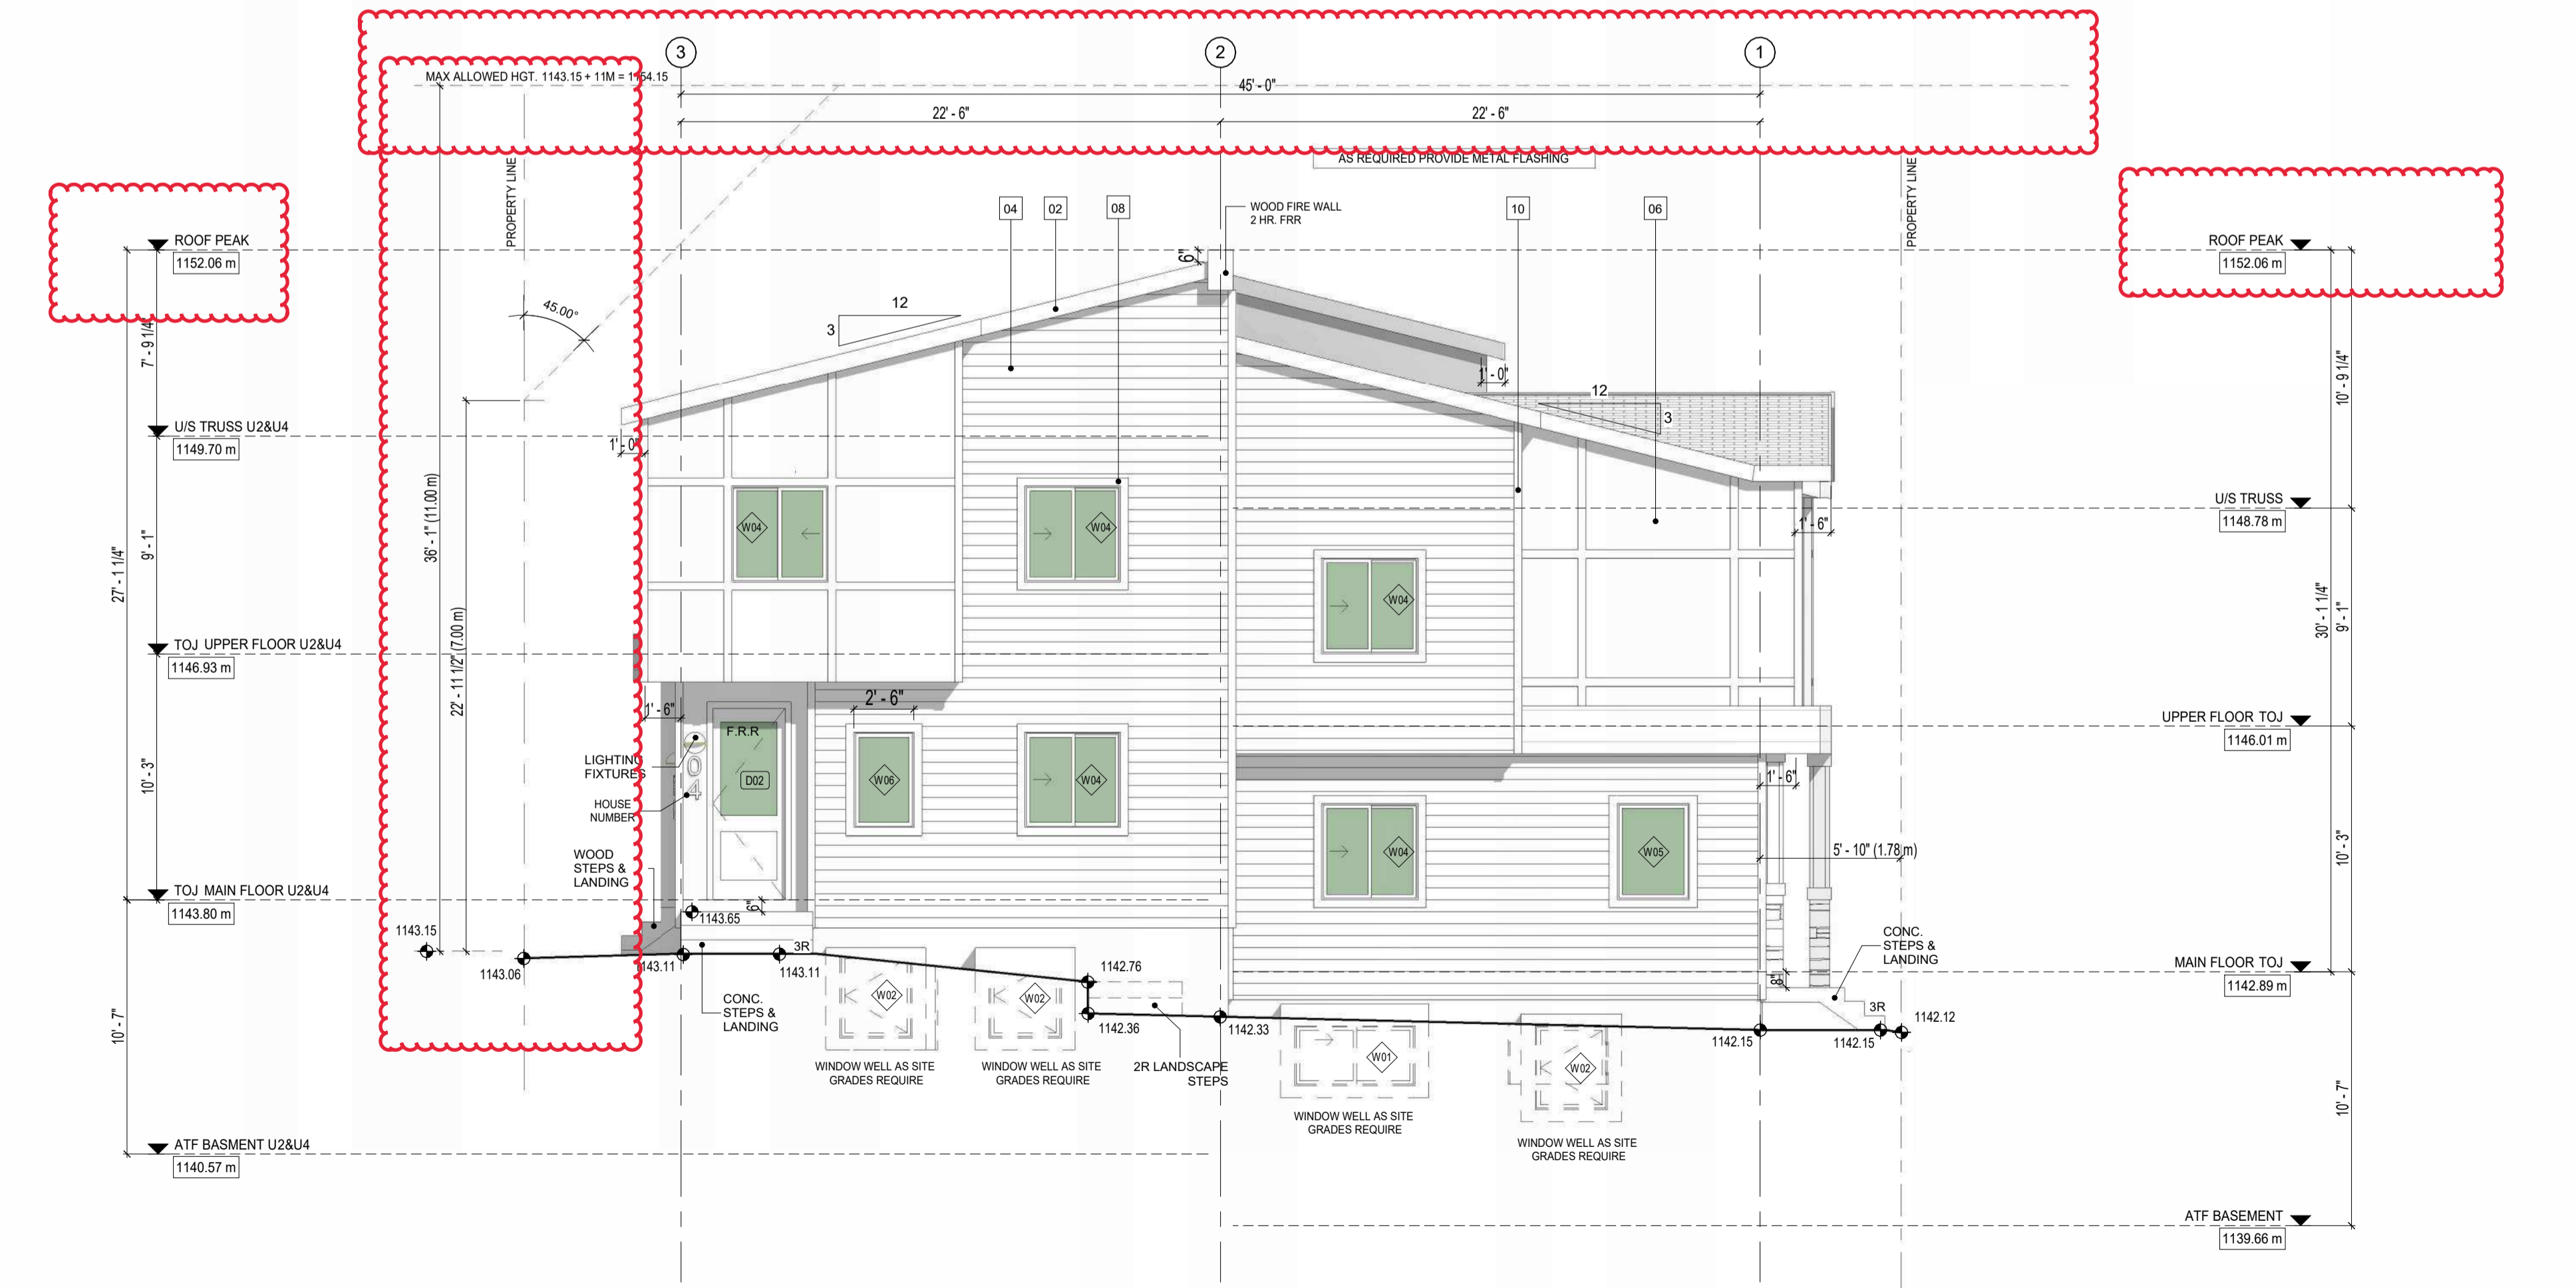 3
2
1
MAX ALLOWED HGT. 1143.15 + 11M = 1154.15
45' - 0"
22' - 6"
22' - 6"
AS REQUIRED PROVIDE METAL FLASHING
PROPERTY LINE
PROPERTY LINE
04
02
08
WOOD FIRE WALL
2 HR. FRR
10
06
ROOF PEAK
1152.06 m
ROOF PEAK
1152.06 m
6"
45.00°
12
3
7' - 9 1/4"
1' - 0"
12
3
10' - 9 1/4"
U/S TRUSS U2&U4
1149.70 m
1' - 0"
36' - 1" (11.00 m)
W04
W04
U/S TRUSS
1148.78 m
1' - 6"
9' - 1"
27' - 1 1/4"
W04
30' - 1 1/4"
9' - 1"
TOJ UPPER FLOOR U2&U4
1146.93 m
22' - 11 1/2" (7.00 m)
1' - 6"
2' - 6"
UPPER FLOOR TOJ
1146.01 m
F.R.R
LIGHTING
FIXTURES
0
4
D02
W06
W04
10' - 3"
1' - 6"
HOUSE
NUMBER
W04
W05
5' - 10" (1.78 m)
10' - 3"
WOOD
STEPS &
LANDING
TOJ MAIN FLOOR U2&U4
1143.80 m
6"
1143.65
1143.15
1143.06
1143.11
3R
1143.11
CONC.
STEPS &
LANDING
W02
W02
1142.76
1142.36
1142.33
CONC.
STEPS &
LANDING
MAIN FLOOR TOJ
1142.89 m
8"
3R
1142.15
1142.15
1142.12
10' - 7"
WINDOW WELL AS SITE
GRADES REQUIRE
WINDOW WELL AS SITE
GRADES REQUIRE
2R LANDSCAPE
STEPS
W01
W02
WINDOW WELL AS SITE
GRADES REQUIRE
WINDOW WELL AS SITE
GRADES REQUIRE
10' - 7"
ATF BASMENT U2&U4
1140.57 m
ATF BASEMENT
1139.66 m